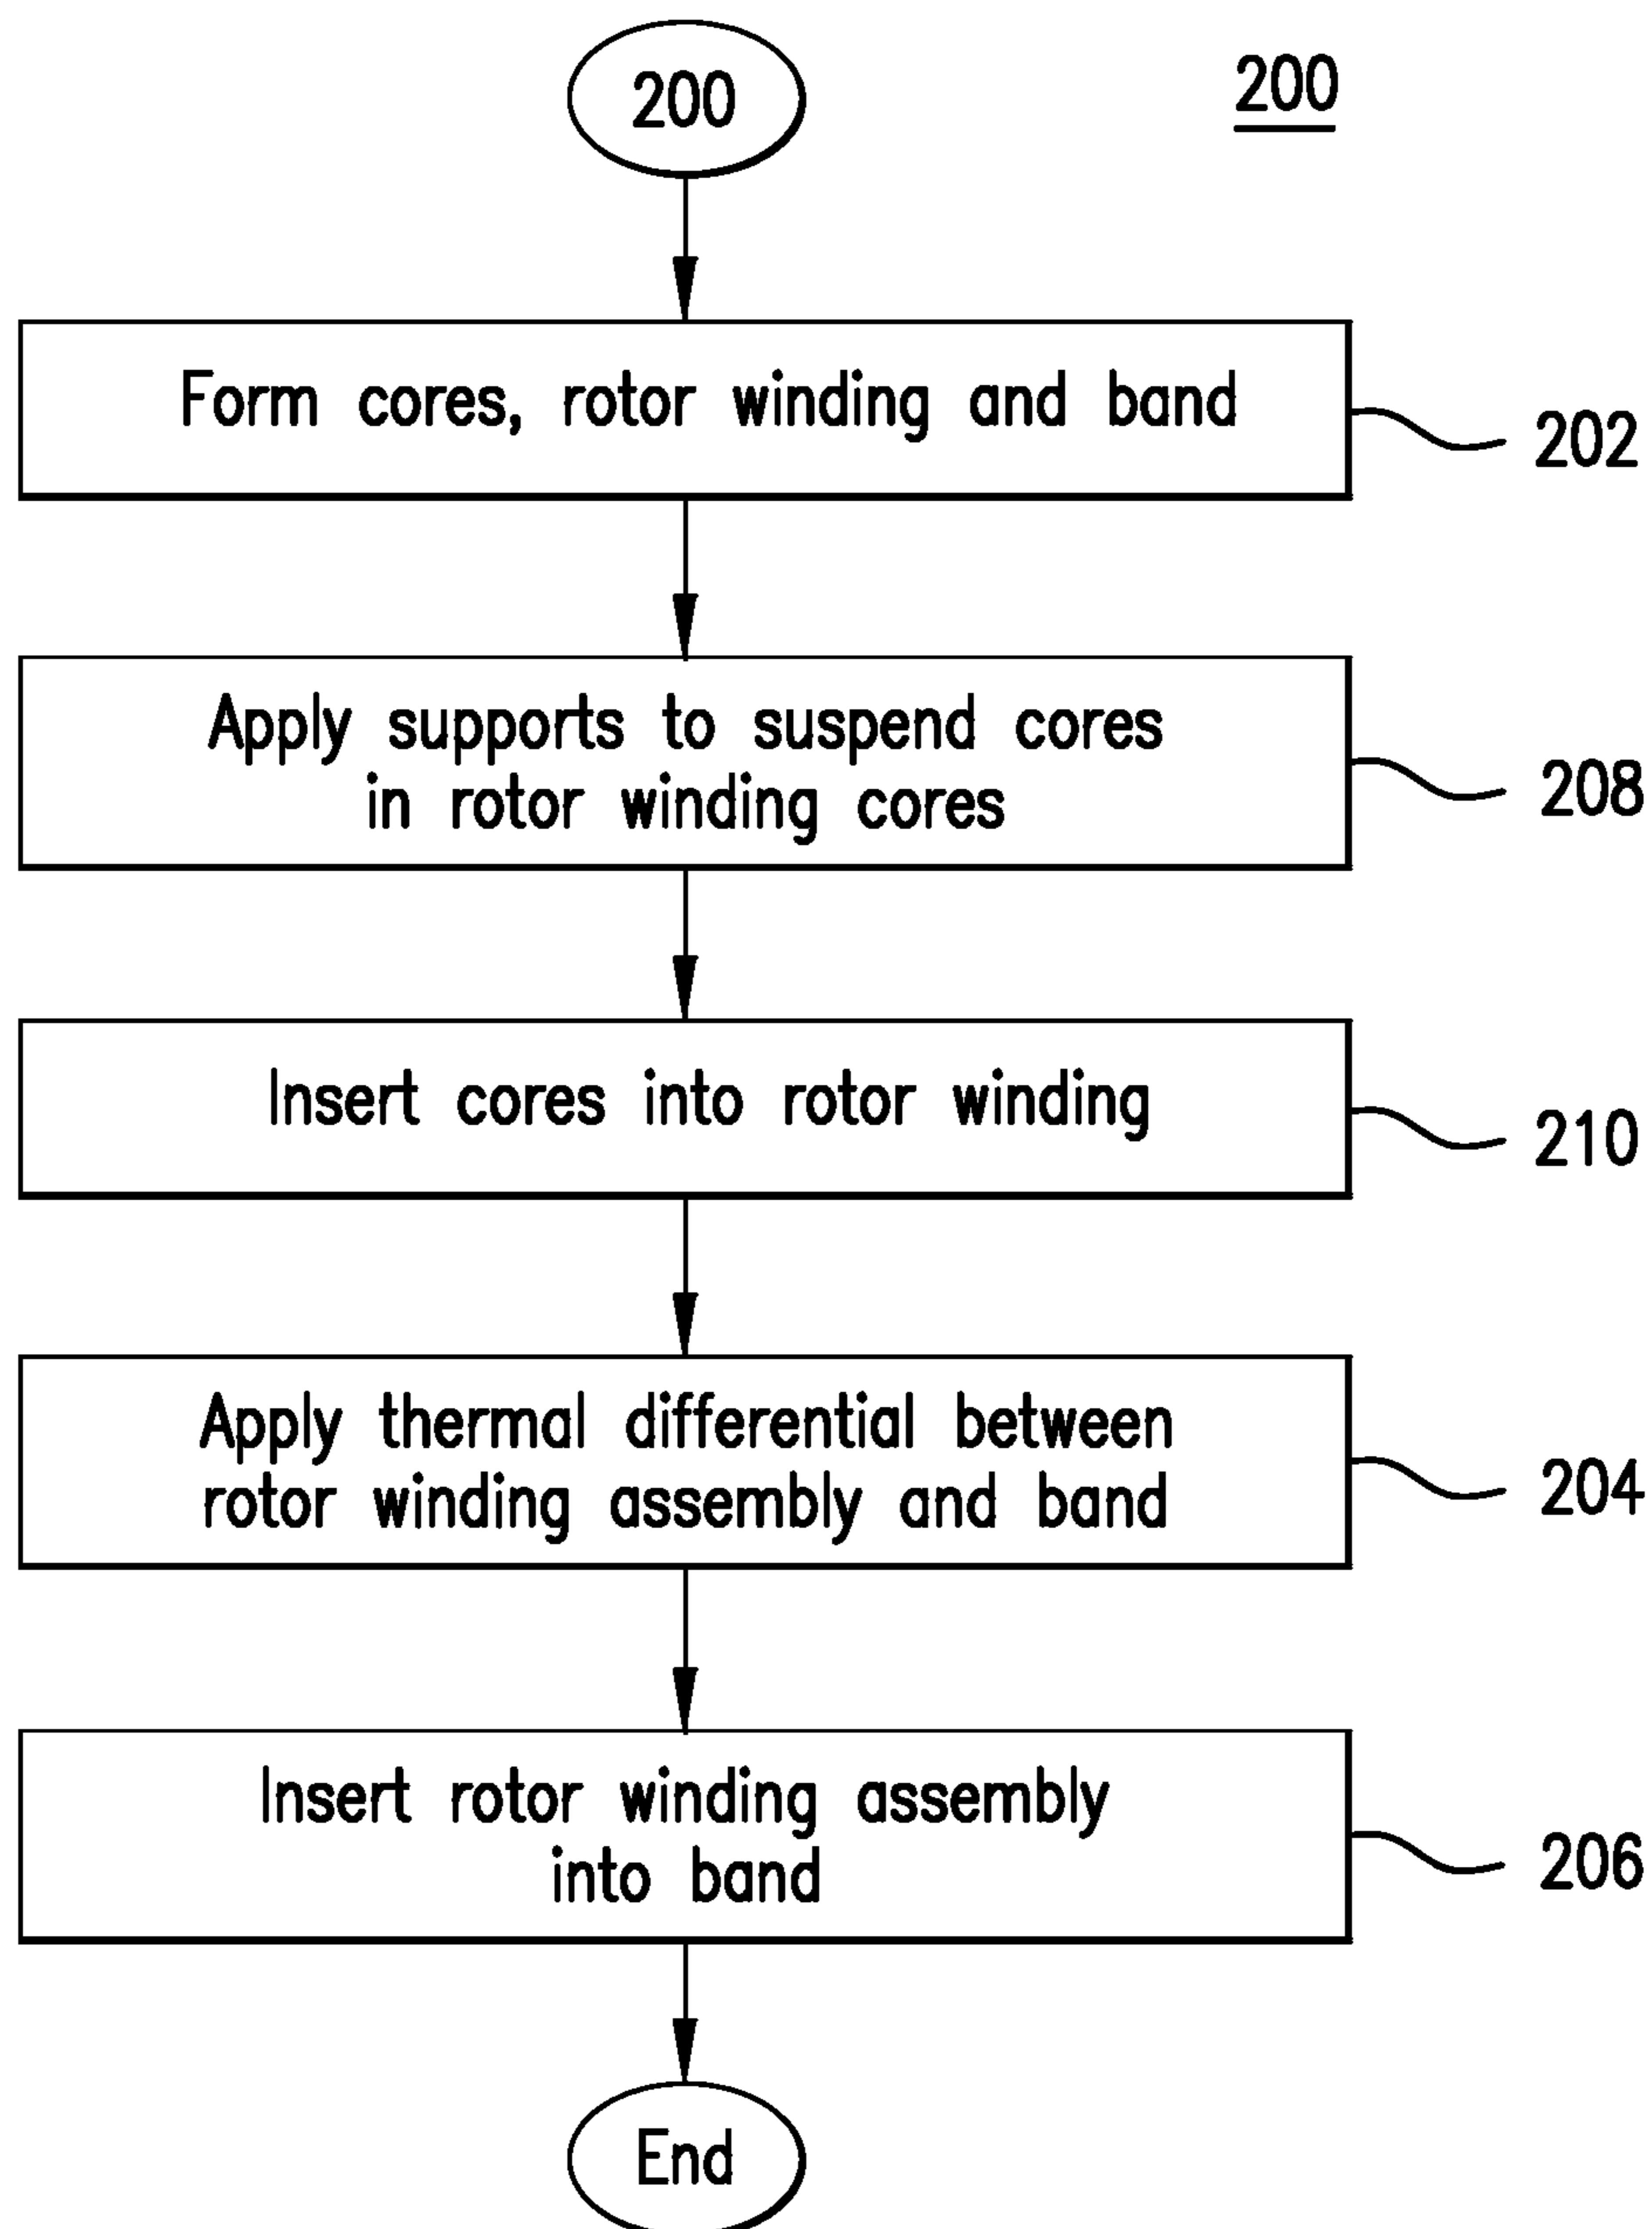 200
200
Form cores, rotor winding and band
202
Apply supports to suspend cores
in rotor winding cores
208
Insert cores into rotor winding
210
Apply thermal differential between
rotor winding assembly and band
204
Insert rotor winding assembly
into band
206
End